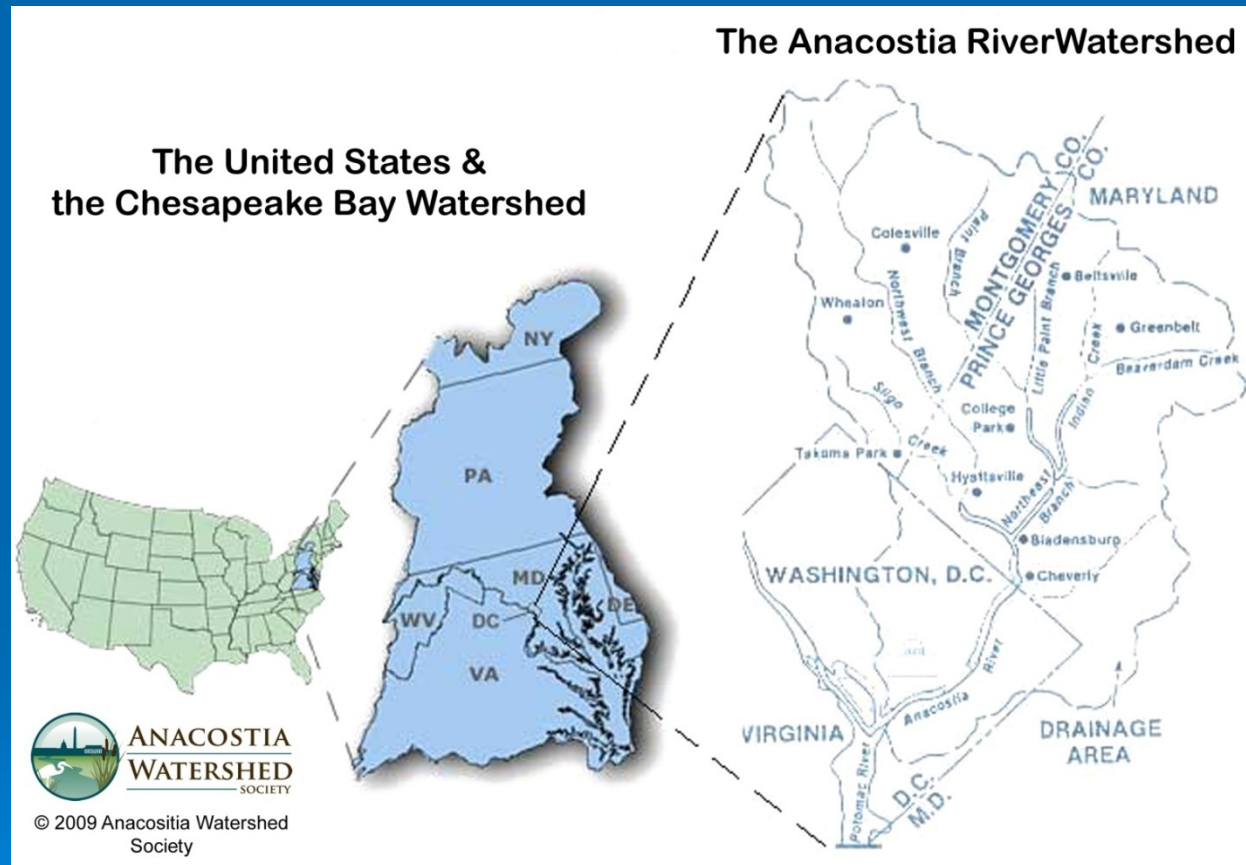 The Anacostia RiverWatershed
The United States &
the Chesapeake Bay Watershed
NY
PA
MD
DE
WV
DC
VA
ANACOSTIA
WATERSHED
SOCIETY
© 2009 Anacositia Watershed
Society
MONTGOMERY CO.
PRINCE GEORGES CO.
MARYLAND
Colesville
Paint Branch
Beltsville
Wheaton
Northwest Branch
Little Paint Branch
Greenbelt
Creek
Indian
Beaverdam Creek
Sligo
Creek
College
Park
Takoma Park
Hyattsville
Northeast
Branch
Bladensburg
WASHINGTON, D.C.
Cheverly
Anacostia River
VIRGINIA
DRAINAGE
AREA
Potomac River
D.C.
M.D.